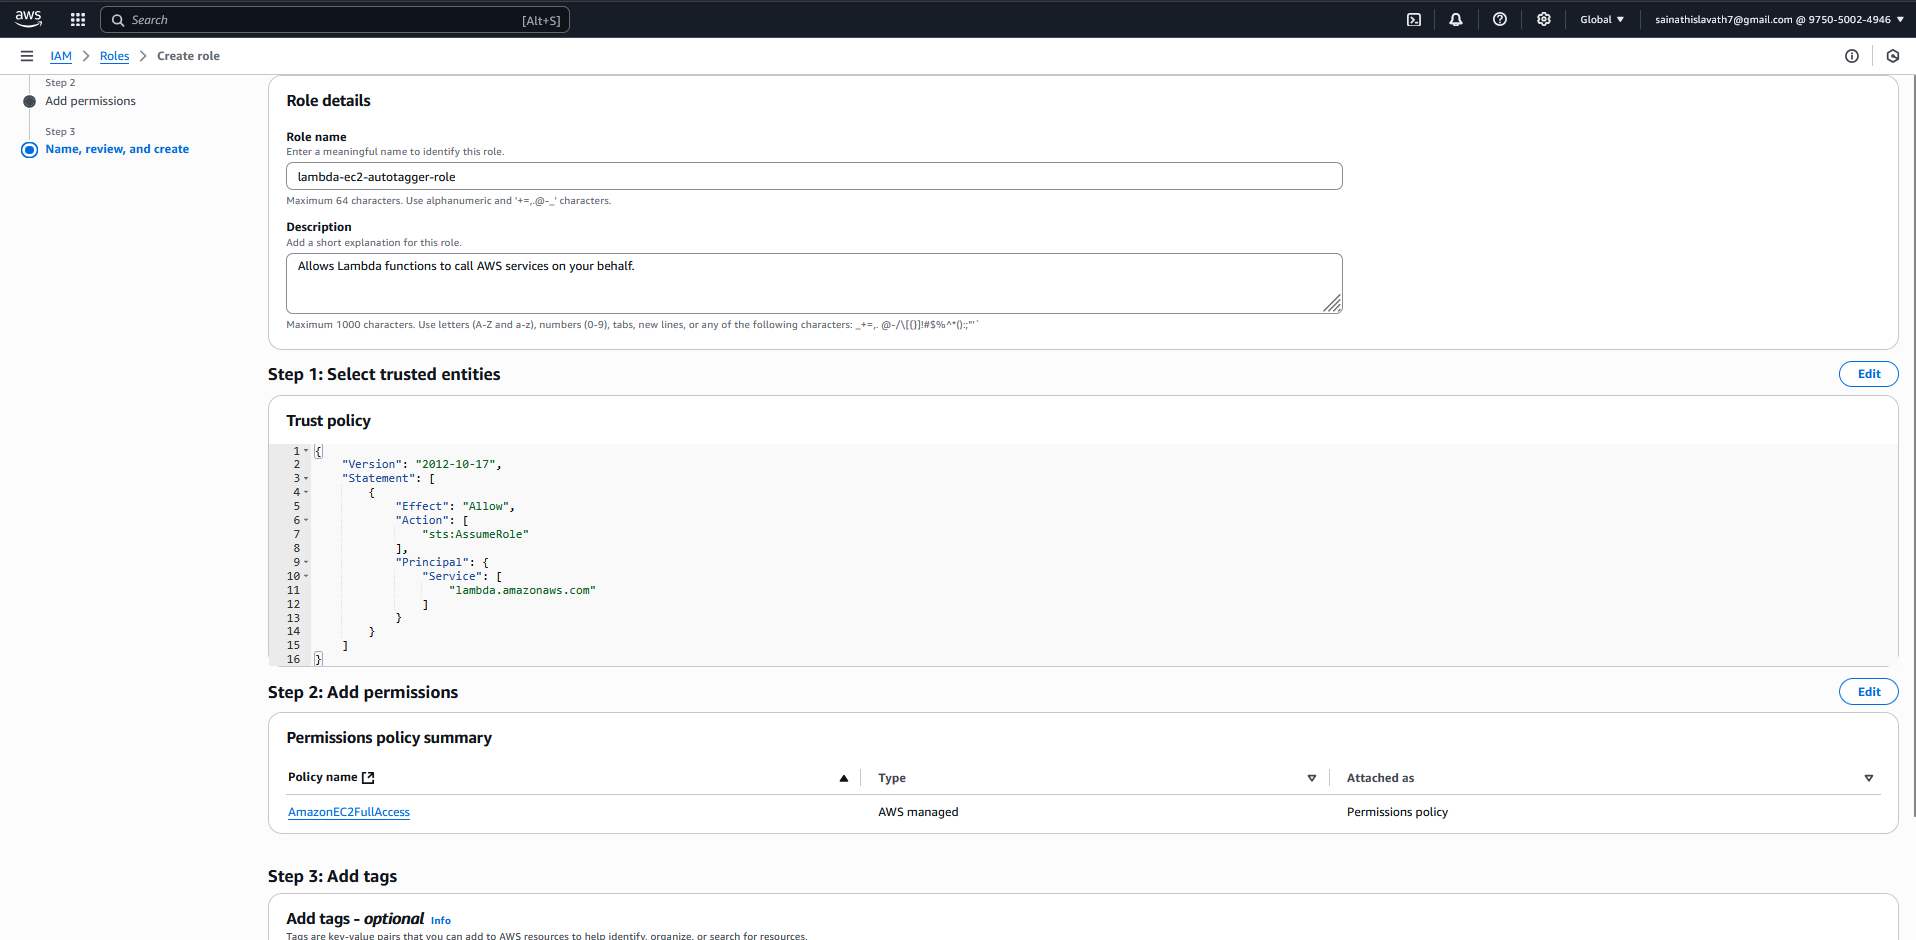 aws
Search [Alt+S]
Global sainathislavath7@gmail.com @ 9750-5002-4946
IAM Roles Create role
Step 2
Add permissions
Step 3
Name, review, and create
Role details
Role name
Enter a meaningful name to identify this role.
lambda-ec2-autotagger-role
Maximum 64 characters. Use alphanumeric and '+=,.@-_' characters.
Description
Add a short explanation for this role.
Allows Lambda functions to call AWS services on your behalf.
Maximum 1000 characters. Use letters (A-Z and a-z), numbers (0-9), tabs, new lines, or any of the following characters: _+=,. @-/\[{}]!#$%^*();:"'`
Step 1: Select trusted entities
Edit
Trust policy
1 {
2 "Version": "2012-10-17",
3 "Statement": [
4 {
5 "Effect": "Allow",
6 "Action": [
7 "sts:AssumeRole"
8 ],
9 "Principal": {
10 "Service": [
11 "lambda.amazonaws.com"
12 ]
13 }
14 }
15 ]
16 }
Step 2: Add permissions
Edit
Permissions policy summary
Policy name Type Attached as
AmazonEC2FullAccess AWS managed Permissions policy
Step 3: Add tags
Add tags - optional Info
Tags are key-value pairs that you can add to AWS resources to help identify, organize, or search for resources.